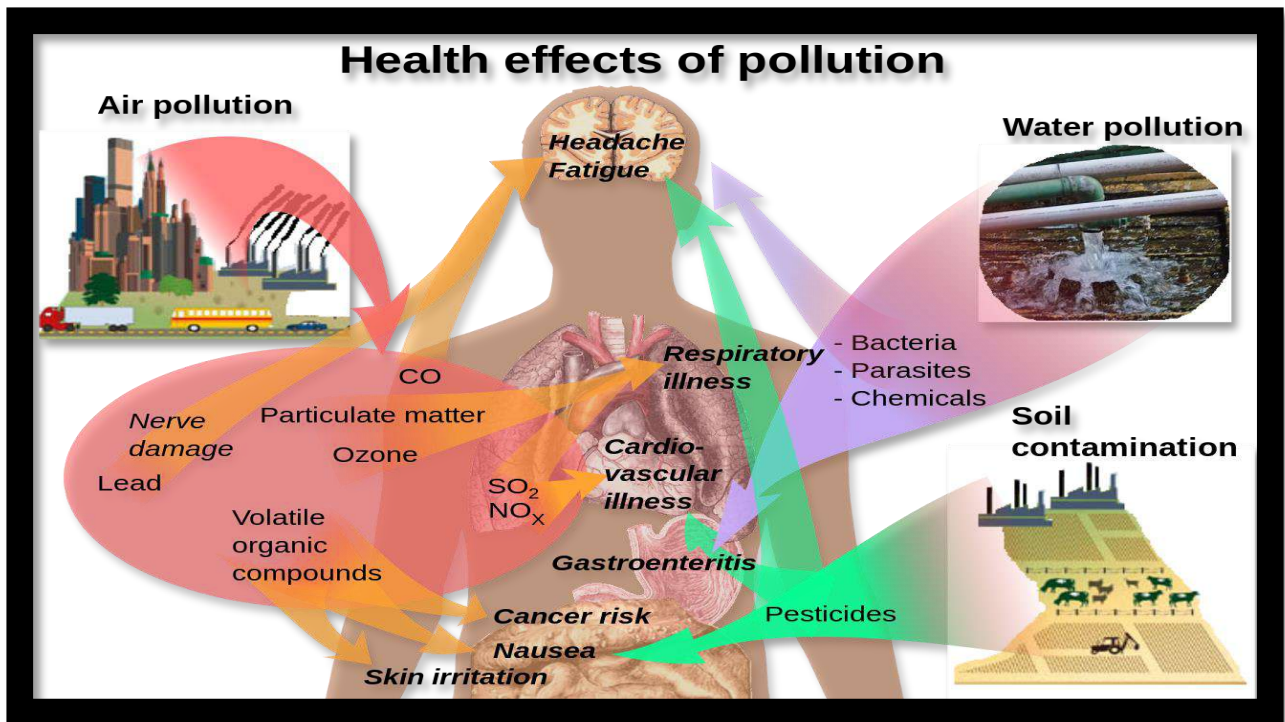 Health effects of pollution
Air pollution
Water pollution
Headache
Fatigue
CO
Particulate matter
Ozone
Nerve
damage
Lead
SO₂
NOₓ
Volatile
organic
compounds
Respiratory
illness
Cardio-
vascular
illness
Gastroenteritis
Cancer risk
Nausea
Skin irritation
- Bacteria
- Parasites
- Chemicals
Soil
contamination
Pesticides